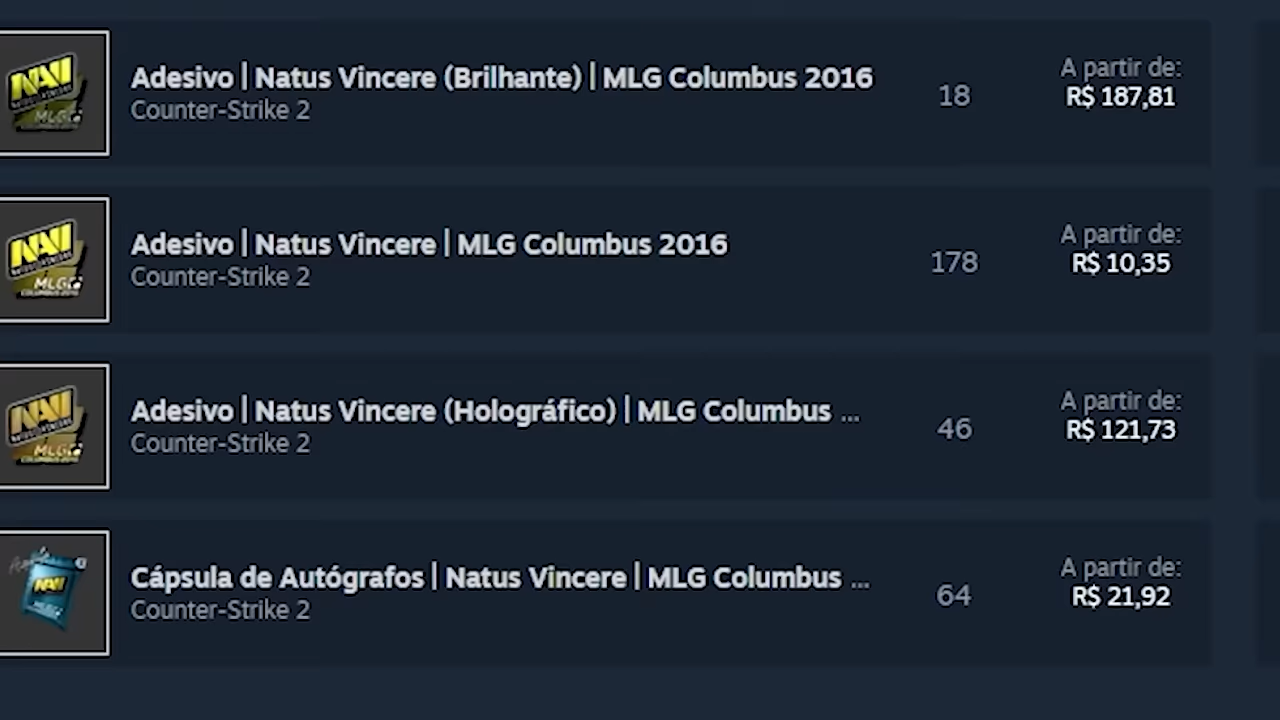 Adesivo | Natus Vincere (Brilhante) | MLG Columbus 2016
Counter-Strike 2
18
A partir de:
R$ 187,81
Adesivo | Natus Vincere | MLG Columbus 2016
Counter-Strike 2
178
A partir de:
R$ 10,35
Adesivo | Natus Vincere (Holográfico) | MLG Columbus ...
Counter-Strike 2
46
A partir de:
R$ 121,73
Cápsula de Autógrafos | Natus Vincere | MLG Columbus ...
Counter-Strike 2
64
A partir de:
R$ 21,92